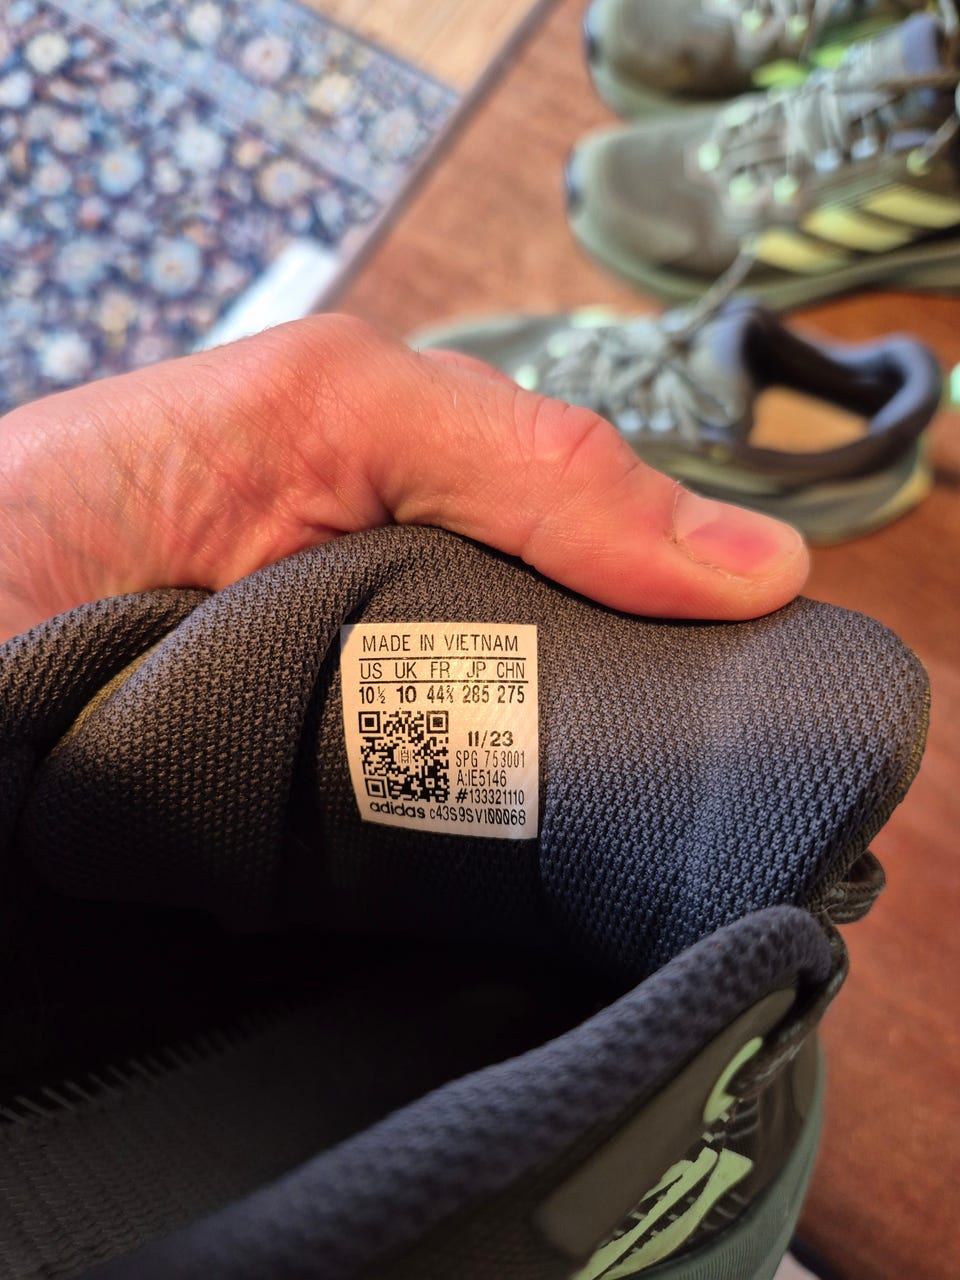 MADE IN VIETNAM
US UK FR JP CHN
10½ 10 44⅔ 285 275
11/23
SPG 753001
A:IE5146
#133321110
adidas c43S9SV100068